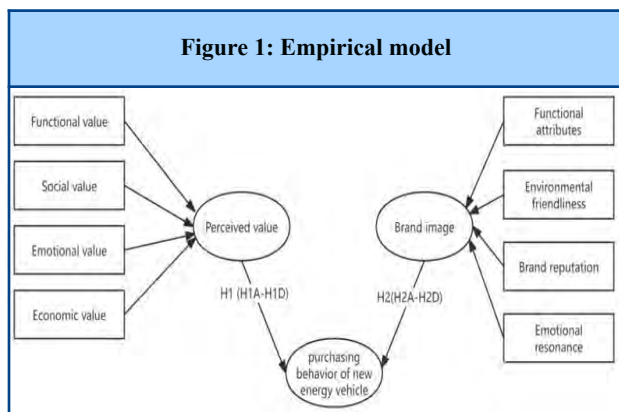 Figure 1: Empirical model
Functional value
Social value
Emotional value
Economic value
Perceived value
H1 (H1A-H1D)
Functional
attributes
Environmental
friendliness
Brand reputation
Emotional
resonance
Brand image
H2(H2A-H2D)
purchasing
behavior of new
energy vehicle